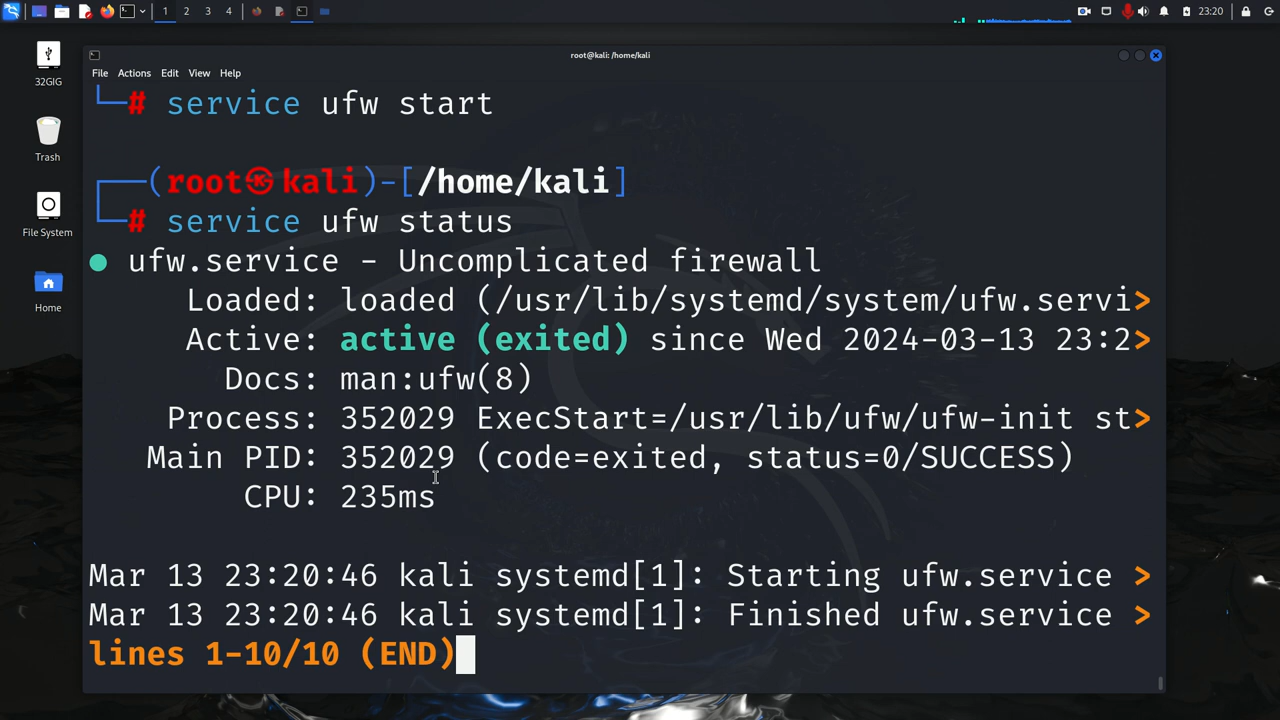 1 2 3 4
23:20
root@kali: /home/kali
File Actions Edit View Help
32GIG
Trash
File System
Home
└─# service ufw start
┌──(root㉿kali)-[/home/kali]
└─# service ufw status
● ufw.service - Uncomplicated firewall
Loaded: loaded (/usr/lib/systemd/system/ufw.servi>
Active: active (exited) since Wed 2024-03-13 23:2>
Docs: man:ufw(8)
Process: 352029 ExecStart=/usr/lib/ufw/ufw-init st>
Main PID: 352029 (code=exited, status=0/SUCCESS)
CPU: 235ms
Mar 13 23:20:46 kali systemd[1]: Starting ufw.service >
Mar 13 23:20:46 kali systemd[1]: Finished ufw.service >
lines 1-10/10 (END)